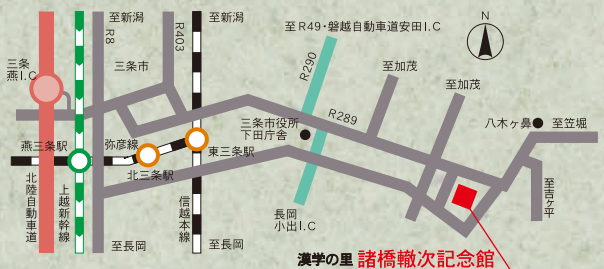 至新潟
R8
R403
至新潟
至R49・磐越自動車道安田I.C
N
三条
燕I.C
三条市
R290
至加茂
至加茂
R289
三条市役所
下田庁舎
八木ヶ鼻
至笠堀
燕三条駅
弥彦線
東三条駅
北三条駅
北陸自動車道
上越新幹線
信越本線
至吉ヶ平
長岡
小出I.C
至長岡
至長岡
漢学の里 諸橋轍次記念館